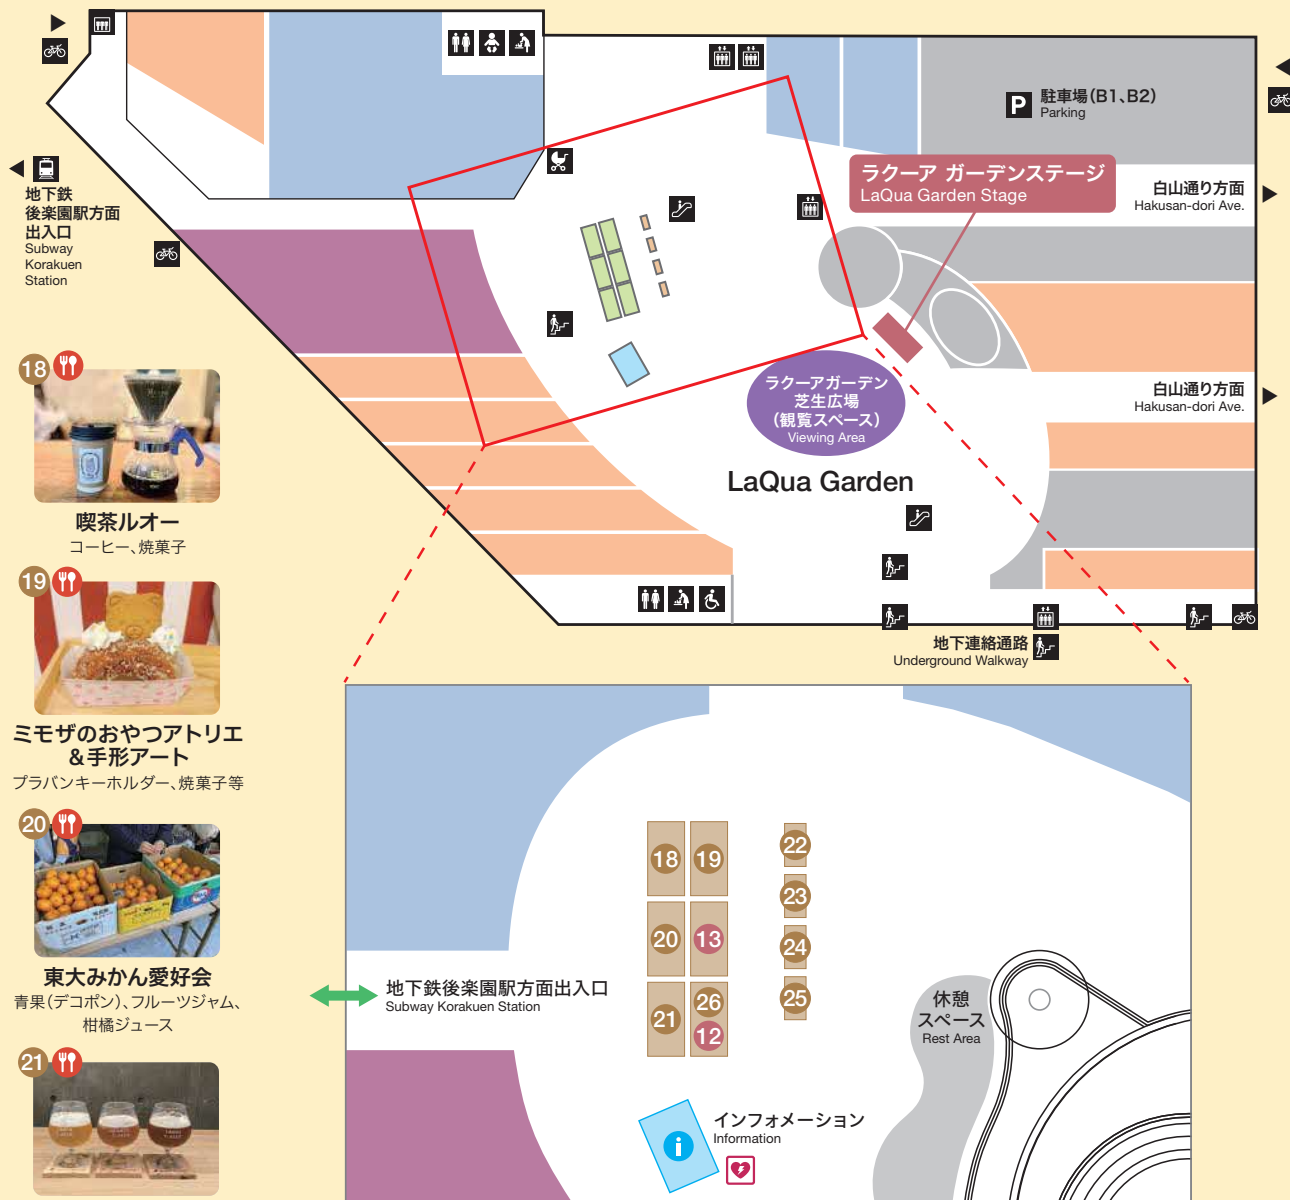 P
駐車場(B1、B2)
Parking
ラクーア ガーデンステージ
LaQua Garden Stage
白山通り方面
Hakusan-dori Ave.
地下鉄
後楽園駅方面
出入口
Subway
Korakuen
Station
白山通り方面
Hakusan-dori Ave.
ラクーアガーデン
芝生広場
(観覧スペース)
Viewing Area
LaQua Garden
地下連絡通路
Underground Walkway
18
喫茶ルオー
コーヒー、焼菓子
19
ミモザのおやつアトリエ
&手形アート
プラバンキーホルダー、焼菓子等
20
東大みかん愛好会
青果(デコポン)、フルーツジャム、
柑橘ジュース
21
18 19
20 13
21 26
12
22
23
24
25
地下鉄後楽園駅方面出入口
Subway Korakuen Station
休憩
スペース
Rest Area
i
インフォメーション
Information